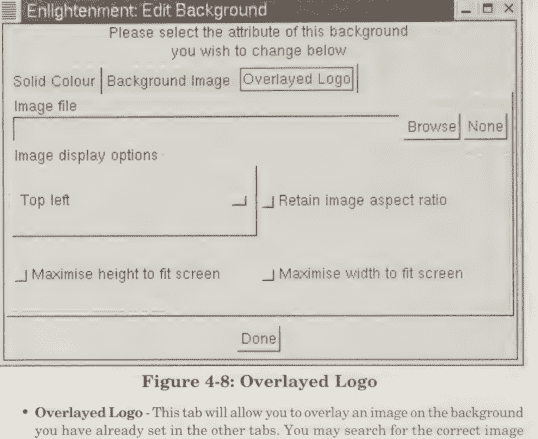 Enlightenment: Edit Background
Please select the attribute of this background
you wish to change below
Solid Colour Background Image Overlayed Logo
Image file
Browse None
Image display options
Top left Retain image aspect ratio
Maximise height to fit screen Maximise width to fit screen
Done
Figure 4-8: Overlayed Logo
• Overlayed Logo - This tab will allow you to overlay an image on the background
you have already set in the other tabs. You may search for the correct image